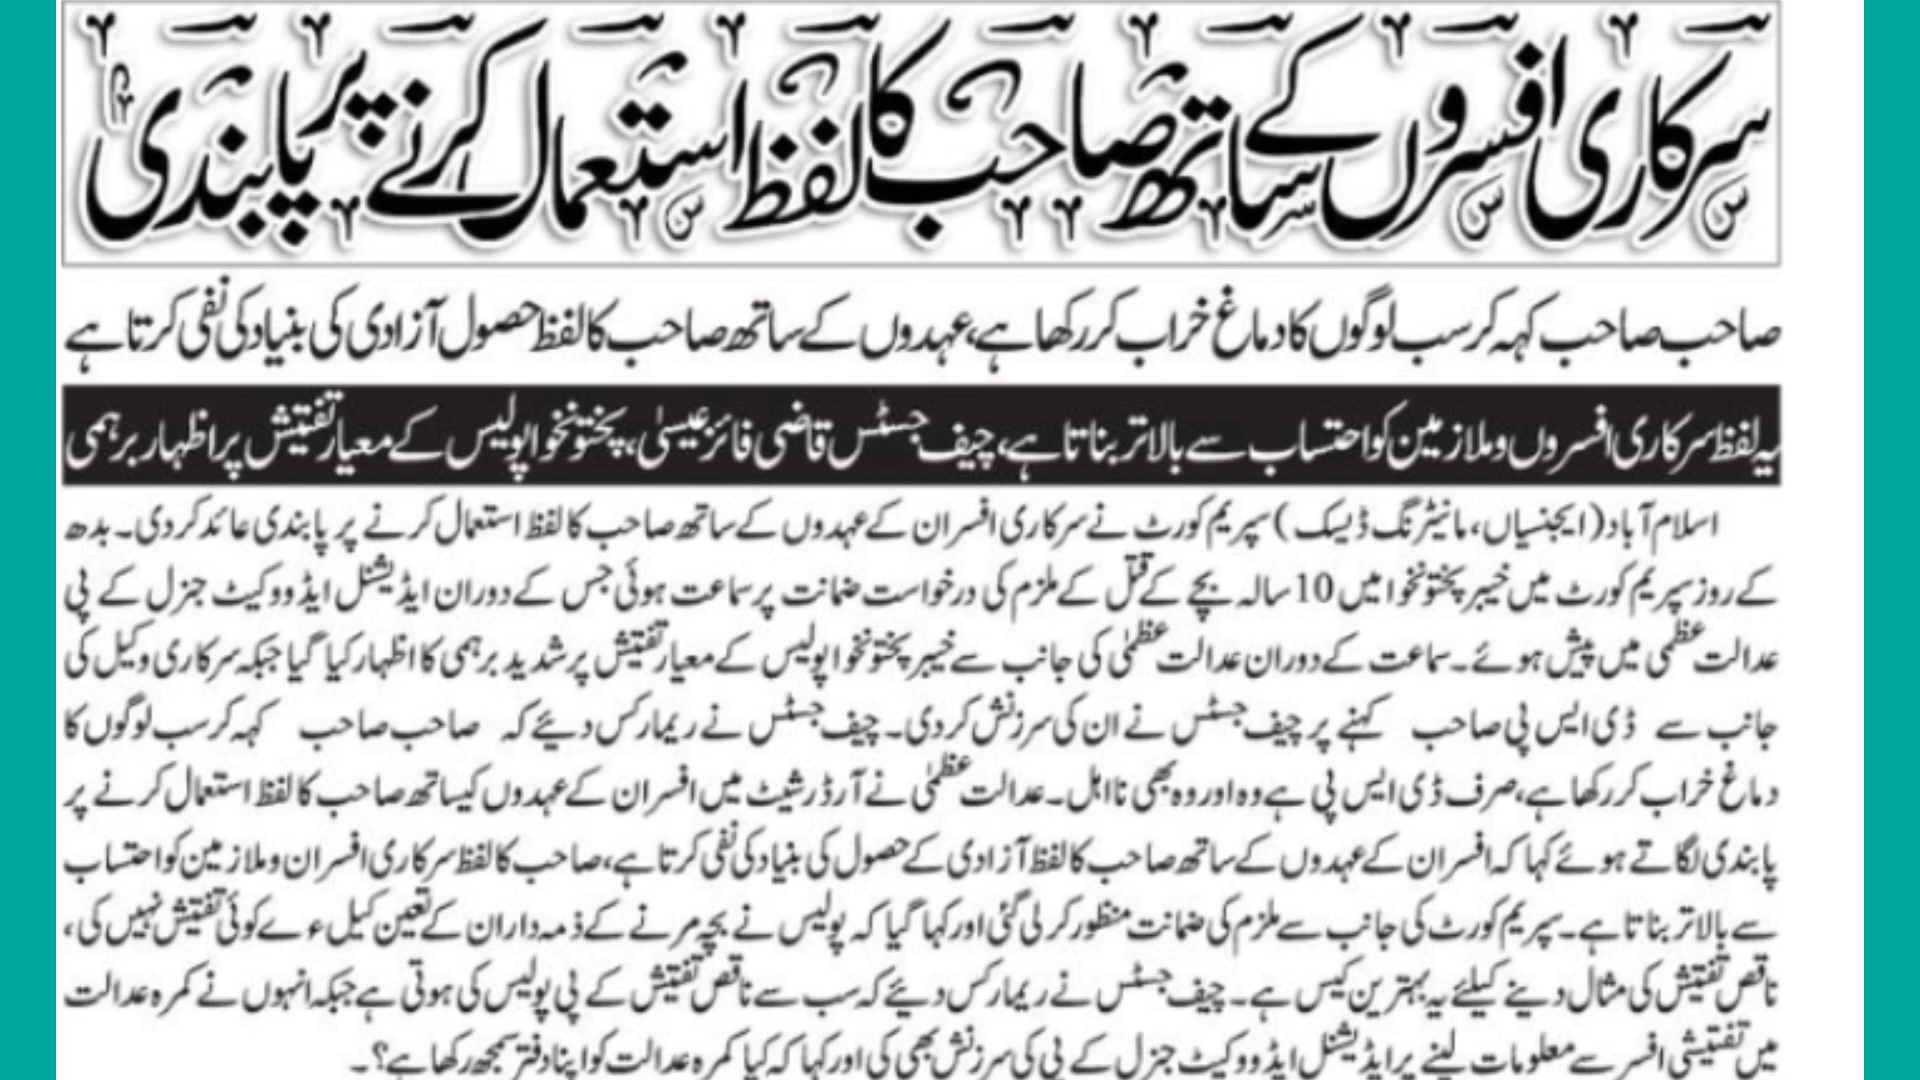 سرکاری افسروں کے ساتھ صاحب کا لفظ استعمال کرنے پر پابندی
صاحب صاحب کہہ کر سب لوگوں کا دماغ خراب کر رکھا ہے، عہدوں کے ساتھ صاحب کا لفظ حصول آزادی کی بنیاد کی نفی کرتا ہے
یہ لفظ سرکاری افسروں و ملازمین کو احتساب سے بالاتر بناتا ہے، چیف جسٹس قاضی فائز عیسیٰ، پختونخوا پولیس کے معیار تفتیش پر اظہار برہمی
اسلام آباد (ایجنسیاں، مانیٹرنگ ڈیسک) سپریم کورٹ نے سرکاری افسران کے عہدوں کے ساتھ صاحب کا لفظ استعمال کرنے پر پابندی عائد کر دی۔ بدھ
کے روز سپریم کورٹ میں خیبر پختونخوا میں 10 سالہ بچے کے قتل کے ملزم کی درخواست ضمانت پر سماعت ہوئی جس کے دوران ایڈیشنل ایڈووکیٹ جنرل کے پی
عدالت عظمی میں پیش ہوئے۔ سماعت کے دوران عدالت عظمیٰ کی جانب سے خیبر پختونخوا پولیس کے معیار تفتیش پر شدید برہمی کا اظہار کیا گیا جبکہ سرکاری وکیل کی
جانب سے ڈی ایس پی صاحب کہنے پر چیف جسٹس نے ان کی سرزنش کر دی۔ چیف جسٹس نے ریمارکس دیئے کہ صاحب صاحب کہہ کر سب لوگوں کا
دماغ خراب کر رکھا ہے، صرف ڈی ایس پی ہے وہ اور وہ بھی نااہل۔ عدالت عظمیٰ نے آرڈر شیٹ میں افسران کے عہدوں کیساتھ صاحب کا لفظ استعمال کرنے پر
پابندی لگاتے ہوئے کہا کہ افسران کے عہدوں کے ساتھ صاحب کا لفظ آزادی کے حصول کی بنیاد کی نفی کرتا ہے، صاحب کا لفظ سرکاری افسران و ملازمین کو احتساب
سے بالاتر بناتا ہے۔ سپریم کورٹ کی جانب سے ملزم کی ضمانت منظور کر لی گئی اور کہا گیا کہ پولیس نے بچہ مرنے کے ذمہ داران کے تعین کیل ءے کوئی تفتیش نہیں کی،
ناقص تفتیش کی مثال دینے کیلئے یہ بہترین کیس ہے۔ چیف جسٹس نے ریمارکس دیئے کہ سب سے ناقص تفتیش کے پی پولیس کی ہوتی ہے جبکہ انہوں نے کمرہ عدالت
میں تفتیشی افسر سے معلومات لینے پر ایڈیشنل ایڈووکیٹ جنرل کے پی کی سرزنش بھی کی اور کہا کہ کیا کمرہ عدالت کو اپنا دفتر سمجھ رکھا ہے؟۔